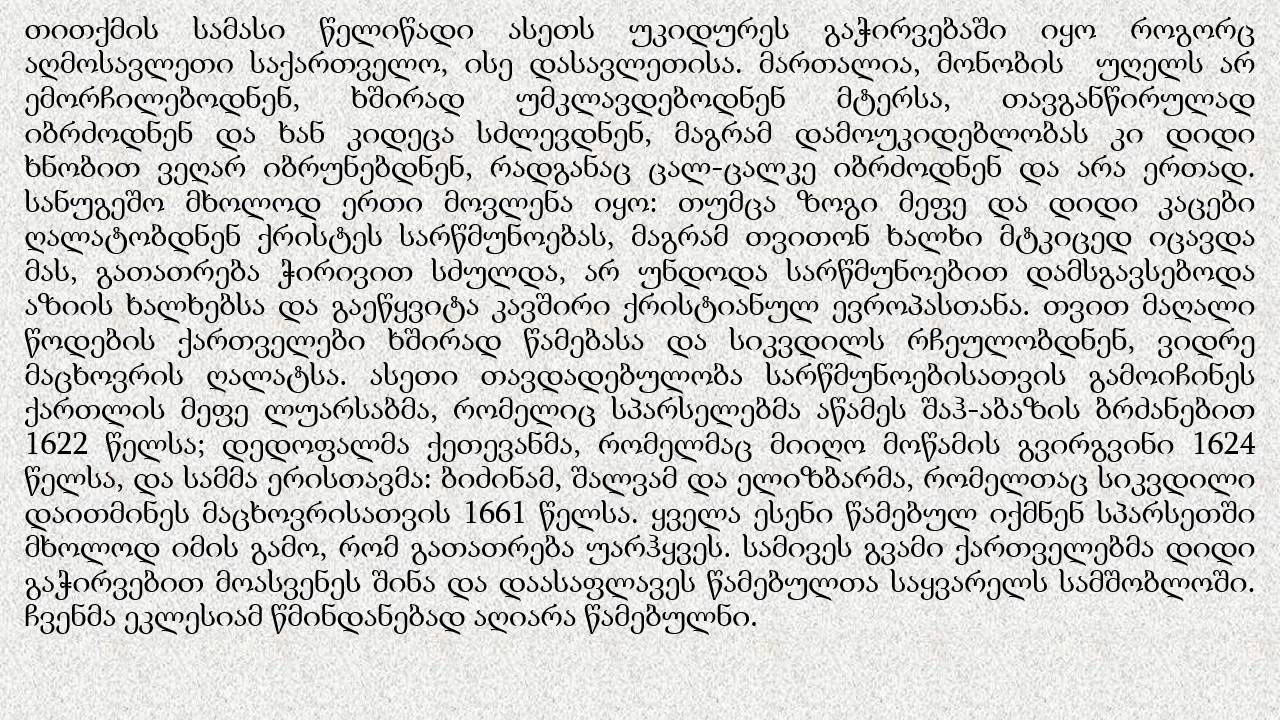 თითქმის სამასი წელიწადი ასეთს უკიდურეს გაჭირვებაში იყო როგორც
აღმოსავლეთი საქართველო, ისე დასავლეთისა. მართალია, მონობის უღელს არ
ემორჩილებოდნენ, ხშირად უმკლავდებოდნენ მტერსა, თავგანწირულად
იბრძოდნენ და ხან კიდეცა სძლევდნენ, მაგრამ დამოუკიდებლობას კი დიდი
ხნობით ვეღარ იბრუნებდნენ, რადგანაც ცალ-ცალკე იბრძოდნენ და არა ერთად.
სანუგეშო მხოლოდ ერთი მოვლენა იყო: თუმცა ზოგი მეფე და დიდი კაცები
ღალატობდნენ ქრისტეს სარწმუნოებას, მაგრამ თვითონ ხალხი მტკიცედ იცავდა
მას, გათათრება ჭირივით სძულდა, არ უნდოდა სარწმუნოებით დამსგავსებოდა
აზიის ხალხებსა და გაეწყვიტა კავშირი ქრისტიანულ ევროპასთანა. თვით მაღალი
წოდების ქართველები ხშირად წამებასა და სიკვდილს რჩეულობდნენ, ვიდრე
მაცხოვრის ღალატსა. ასეთი თავდადებულობა სარწმუნოებისათვის გამოიჩინეს
ქართლის მეფე ლუარსაბმა, რომელიც სპარსელებმა აწამეს შაჰ-აბაზის ბრძანებით
1622 წელსა; დედოფალმა ქეთევანმა, რომელმაც მიიღო მოწამის გვირგვინი 1624
წელსა, და სამმა ერისთავმა: ბიძინამ, შალვამ და ელიზბარმა, რომელთაც სიკვდილი
დაითმინეს მაცხოვრისათვის 1661 წელსა. ყველა ესენი წამებულ იქმნენ სპარსეთში
მხოლოდ იმის გამო, რომ გათათრება უარჰყვეს. სამივეს გვამი ქართველებმა დიდი
გაჭირვებით მოასვენეს შინა და დაასაფლავეს წამებულთა საყვარელს სამშობლოში.
ჩვენმა ეკლესიამ წმინდანებად აღიარა წამებულნი.